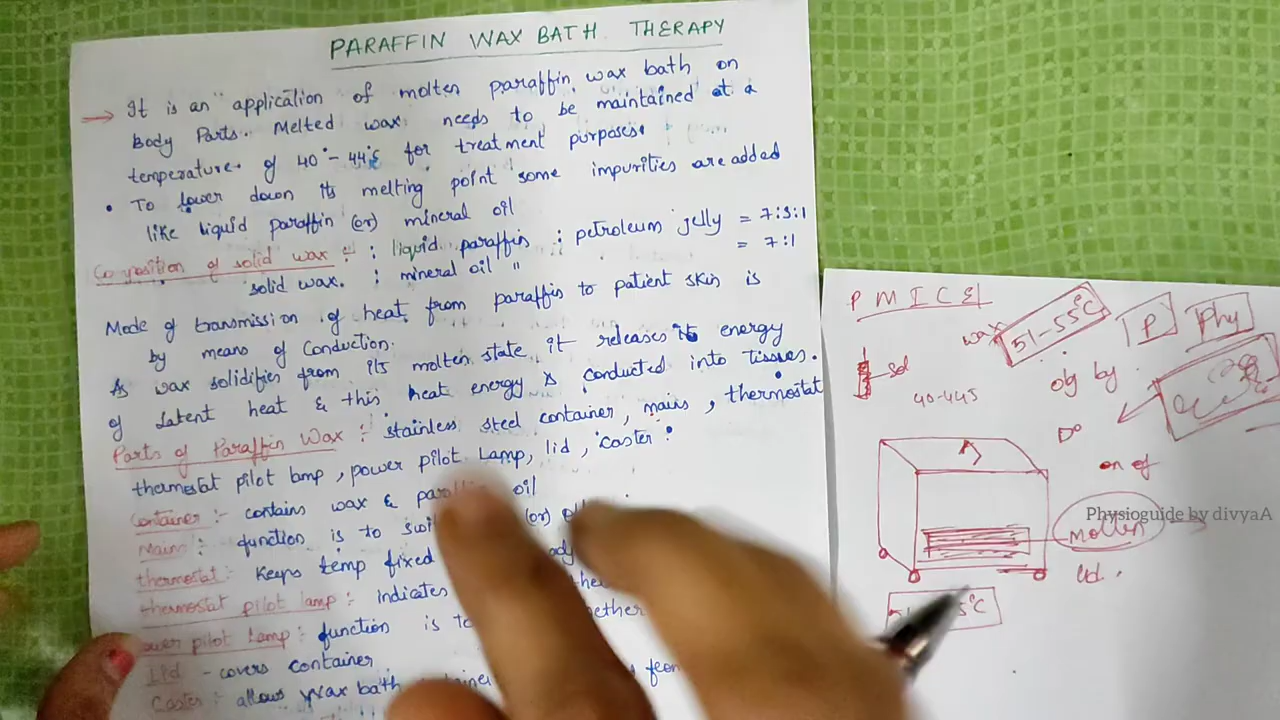 PARAFFIN WAX BATH THERAPY
→ It is an application of molten paraffin wax bath on
body Parts. Melted wax needs to be maintained at a
temperature of 40°- 44°c for treatment purposes.
• To lower down its melting point some impurities are added
like liquid paraffin (or) mineral oil
Composition of solid wax :- : liquid paraffin : petroleum jelly = 7:3:1
solid wax. : mineral oil " = 7:1
Mode of transmission of heat from paraffin to patient skin is
by means of Conduction.
As wax solidifies from its molten state it releases its energy
of Latent heat & this heat energy is conducted into tissues.
Parts of Paraffin Wax :- stainless steel container, mains, thermostat
thermostat pilot lamp, power pilot Lamp, lid, caster :
Container :- contains wax & paraffin oil
Mains :- function is to (or)
thermostat :- Keeps temp fixed
thermostat pilot lamp :- indicates
Power pilot Lamp :- function is to
Lid - covers container
Caster :- allows wax bath
P M I C E
wax 51-55°C P Phy
sol
40-445
obj by
D°
on of
molten
lid.
Physioguide by divyaA